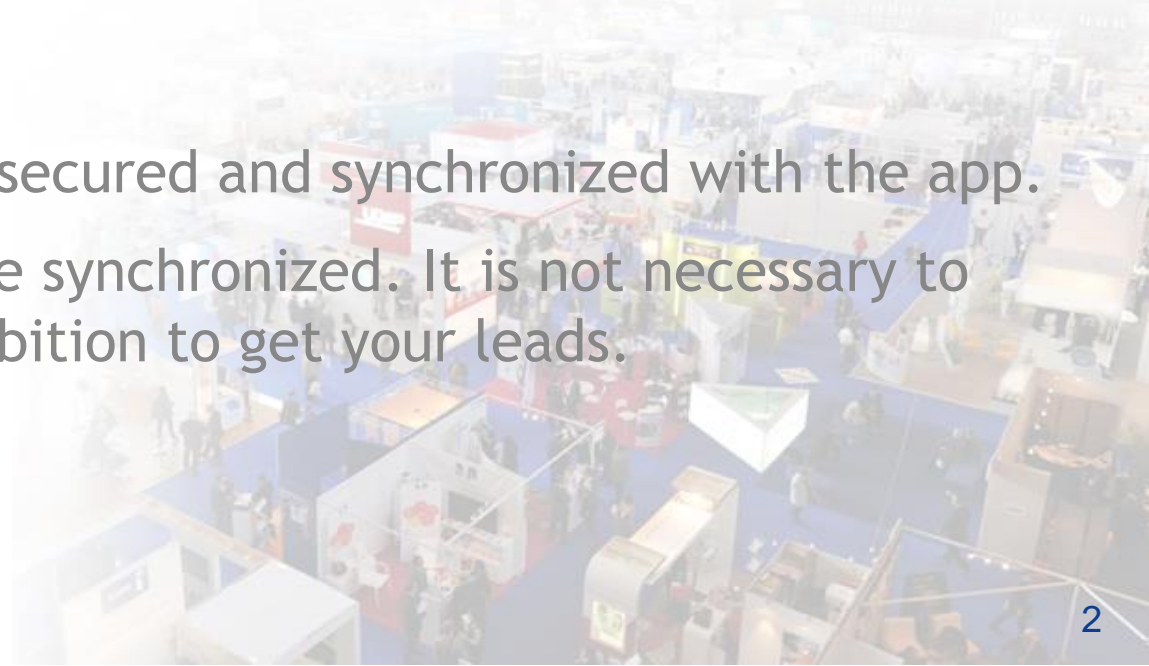 secured and synchronized with the app.
e synchronized. It is not necessary to
bition to get your leads.
2